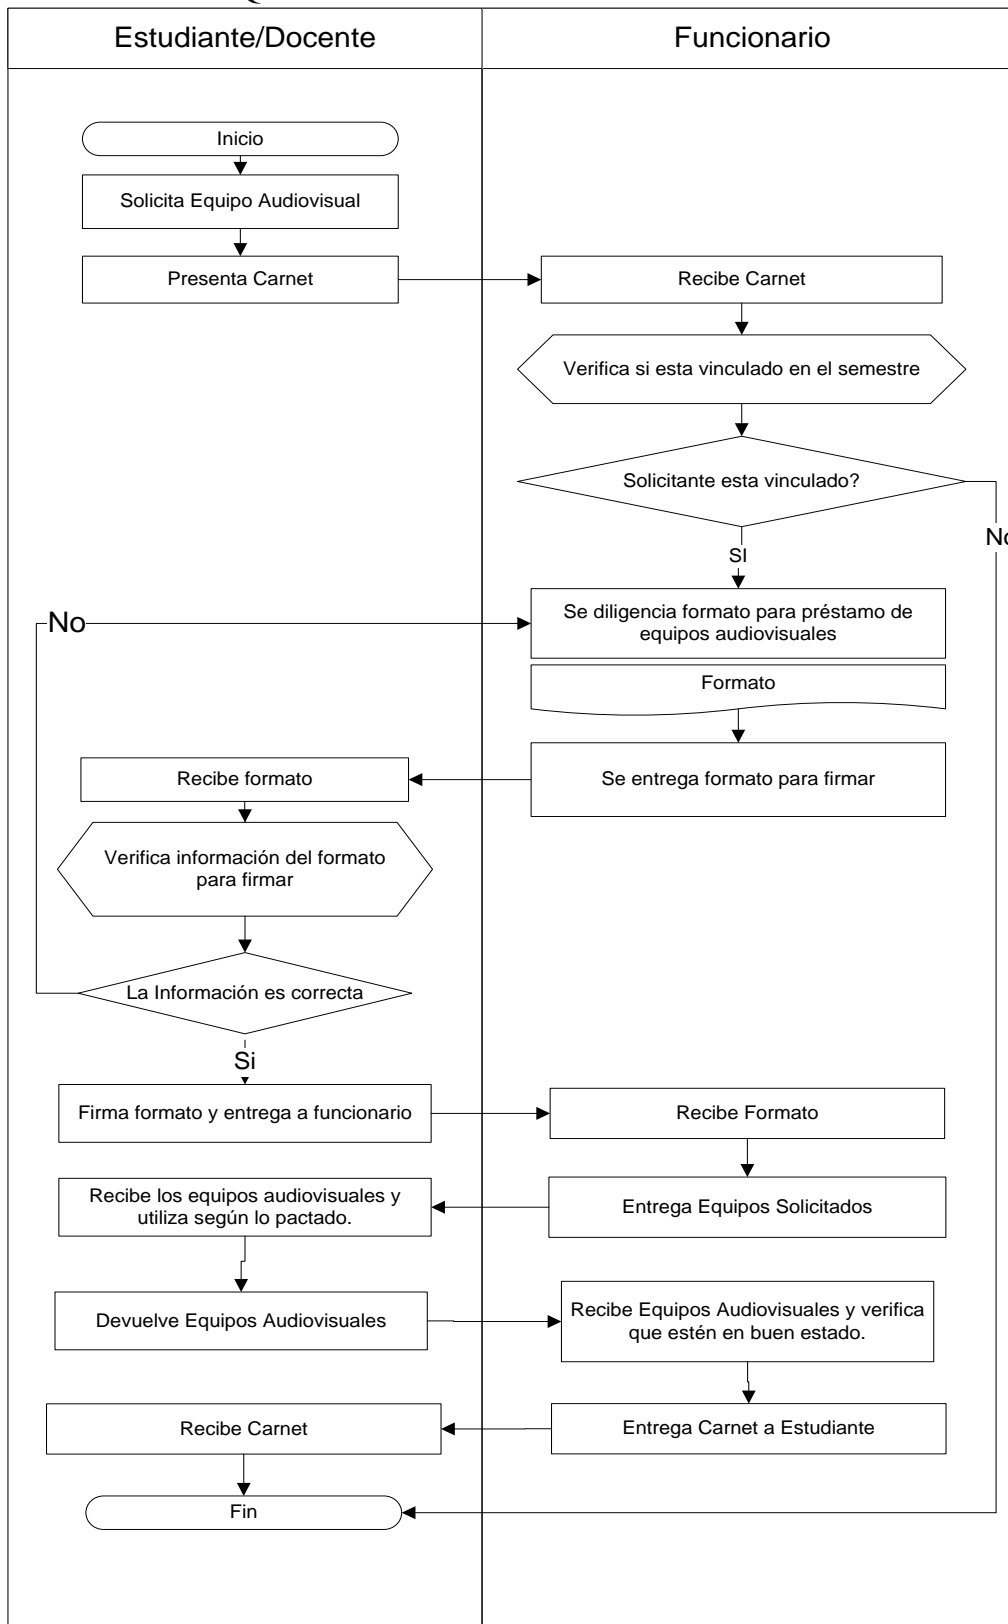 Estudiante/Docente
Funcionario
Inicio
Solicita Equipo Audiovisual
Presenta Carnet
Recibe Carnet
Verifica si esta vinculado en el semestre
Solicitante esta vinculado?
No
SI
Se diligencia formato para préstamo de
equipos audiovisuales
No
Formato
Se entrega formato para firmar
Recibe formato
Verifica información del formato
para firmar
La Información es correcta
Si
Firma formato y entrega a funcionario
Recibe Formato
Entrega Equipos Solicitados
Recibe los equipos audiovisuales y
utiliza según lo pactado.
Devuelve Equipos Audiovisuales
Recibe Equipos Audiovisuales y verifica
que estén en buen estado.
Entrega Carnet a Estudiante
Recibe Carnet
Fin